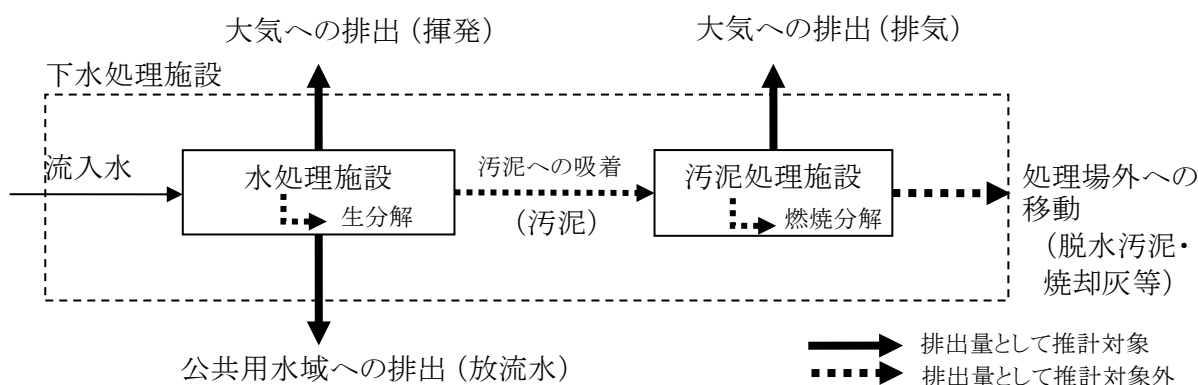 大気への排出（揮発）
大気への排出（排気）
下水処理施設
流入水
水処理施設
生分解
汚泥への吸着
（汚泥）
汚泥処理施設
燃焼分解
処理場外への
移動
（脱水汚泥・
焼却灰等）
公共用水域への排出（放流水）
排出量として推計対象
排出量として推計対象外